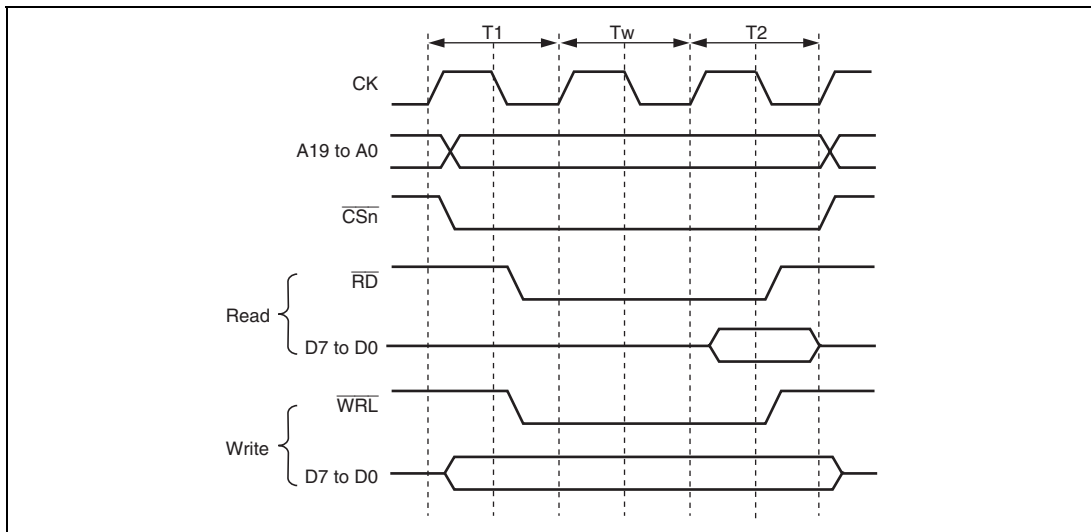 T1 Tw T2
CK
A19 to A0
CSn
RD
Read
D7 to D0
WRL
Write
D7 to D0